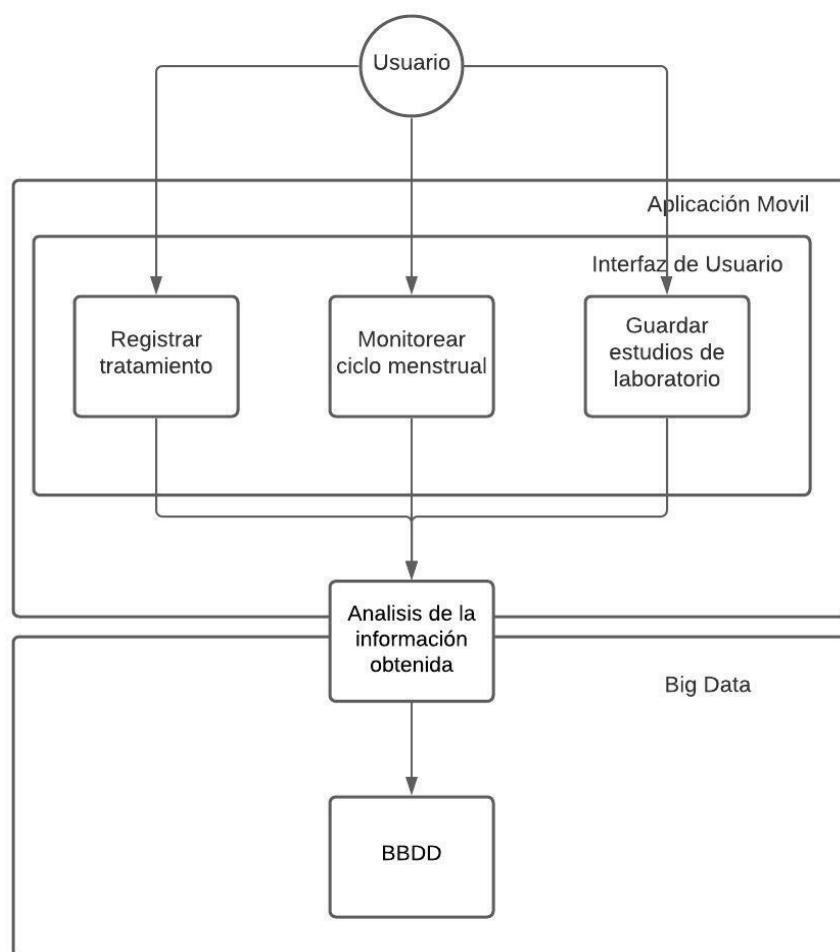 Usuario
Aplicación Movil
Interfaz de Usuario
Registrar
tratamiento
Monitorear
ciclo menstrual
Guardar
estudios de
laboratorio
Analisis de la
información
obtenida
Big Data
BBDD